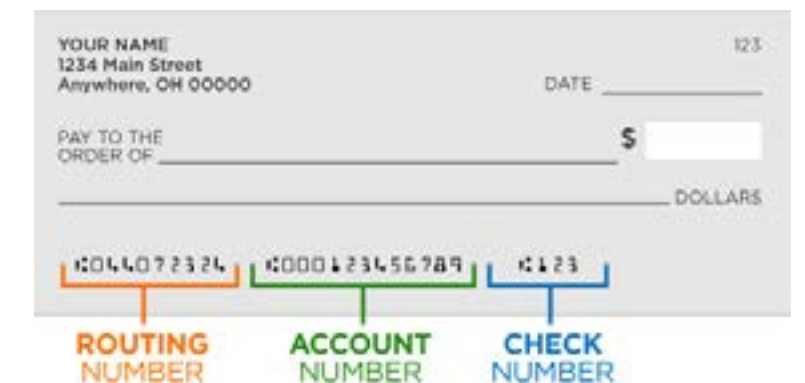 YOUR NAME
123
1234 Main Street
Anywhere, OH 00000
DATE
PAY TO THE
ORDER OF
$
DOLLARS
⑆044072324⑆ ⑆000123456789⑆ ⑆123⑆
ROUTING
NUMBER
ACCOUNT
NUMBER
CHECK
NUMBER